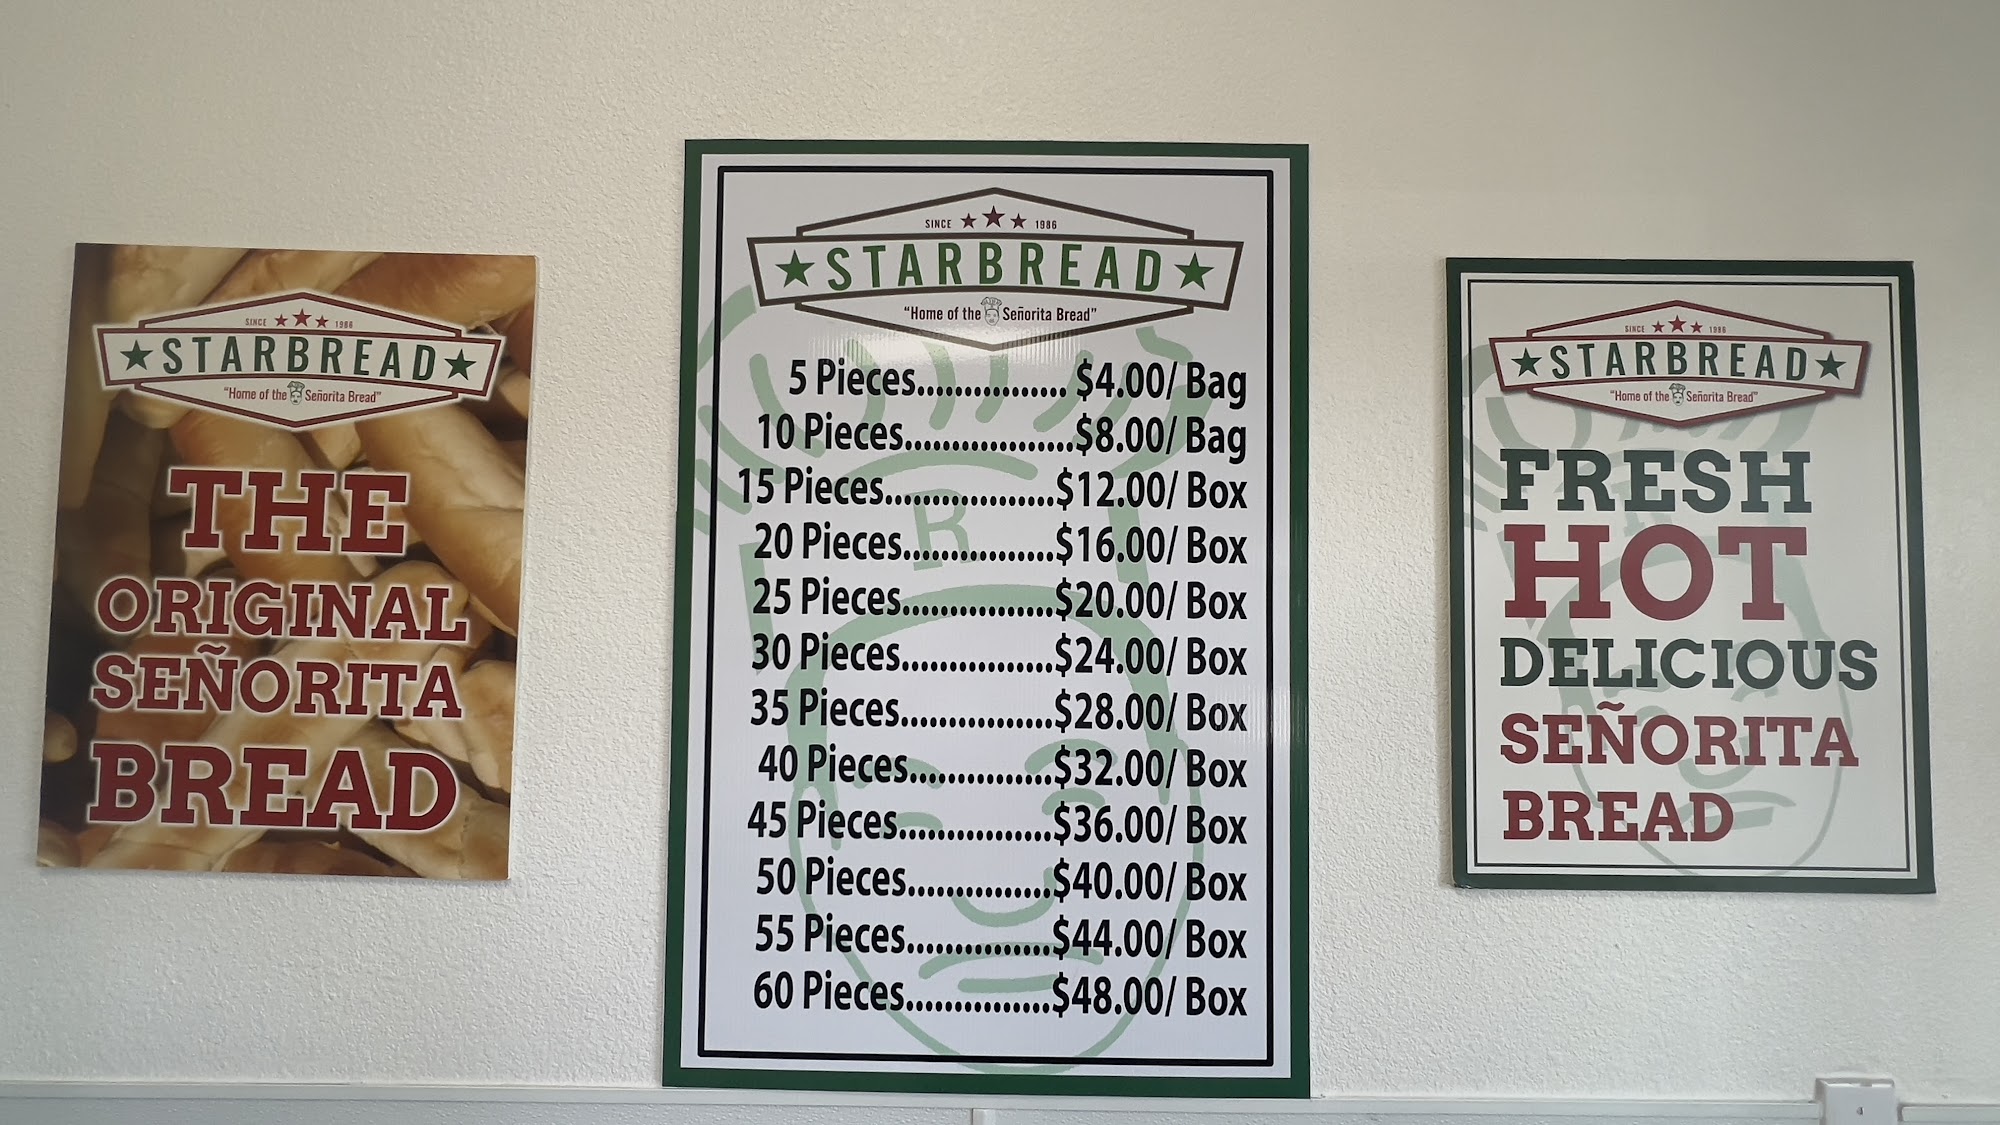 SINCE 1986
STARBREAD
"Home of the Señorita Bread"
THE
ORIGINAL
SEÑORITA
BREAD
SINCE 1986
STARBREAD
"Home of the Señorita Bread"
5 Pieces................ $4.00/ Bag
10 Pieces..................$8.00/ Bag
15 Pieces..................$12.00/ Box
20 Pieces................$16.00/ Box
25 Pieces................$20.00/ Box
30 Pieces................$24.00/ Box
35 Pieces................$28.00/ Box
40 Pieces...............$32.00/ Box
45 Pieces................$36.00/ Box
50 Pieces...............$40.00/ Box
55 Pieces...............$44.00/ Box
60 Pieces...............$48.00/ Box
R
SINCE 1986
STARBREAD
"Home of the Señorita Bread"
FRESH
HOT
DELICIOUS
SEÑORITA
BREAD